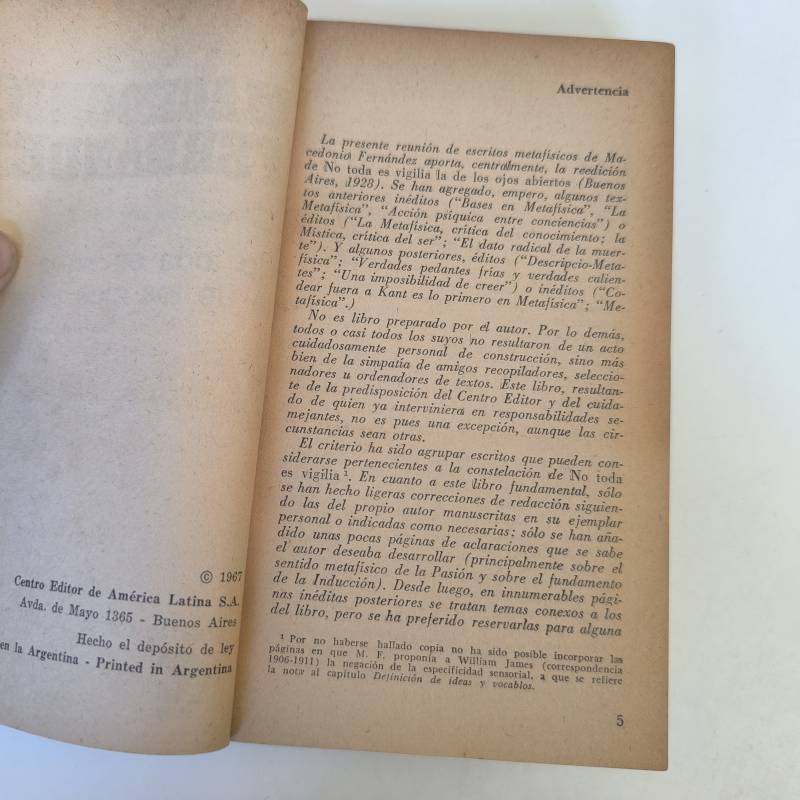 © 1967
Centro Editor de América Latina S.A.
Avda. de Mayo 1365 - Buenos Aires
Hecho el depósito de ley
en la Argentina - Printed in Argentina
Advertencia
La presente reunión de escritos metafísicos de Ma-
cedonio Fernández aporta, centralmente, la reedición
de No toda es vigilia la de los ojos abiertos (Buenos
Aires, 1928). Se han agregado, empero, algunos tex-
tos anteriores inéditos ("Bases en Metafísica", "La
Metafísica", "Acción psíquica entre conciencias") o
éditos ("La Metafísica, crítica del conocimiento; la
Mística, crítica del ser"; "El dato radical de la muer-
te"). Y algunos posteriores, éditos ("Descripcio-Meta-
física"; "Verdades pedantes frías y verdades calien-
tes"; "Una imposibilidad de creer") o inéditos ("Co-
dear fuera a Kant es lo primero en Metafísica"; "Me-
tafísica".)
No es libro preparado por el autor. Por lo demás,
todos o casi todos los suyos no resultaron de un acto
cuidadosamente personal de construcción, sino más
bien de la simpatía de amigos recopiladores, seleccio-
nadores u ordenadores de textos. Este libro, resultan-
te de la predisposición del Centro Editor y del cuida-
do de quien ya interviniera en responsabilidades se-
mejantes, no es pues una excepción, aunque las cir-
cunstancias sean otras.
El criterio ha sido agrupar escritos que pueden con-
siderarse pertenecientes a la constelación de No toda
es vigilia ¹. En cuanto a este libro fundamental, sólo
se han hecho ligeras correcciones de redacción siguien-
do las del propio autor manuscritas en su ejemplar
personal o indicadas como necesarias; sólo se han aña-
dido unas pocas páginas de aclaraciones que se sabe
el autor deseaba desarrollar (principalmente sobre el
sentido metafísico de la Pasión y sobre el fundamento
de la Inducción). Desde luego, en innumerables pági-
nas inéditas posteriores se tratan temas conexos a los
del libro, pero se ha preferido reservarlas para alguna
¹ Por no haberse hallado copia no ha sido posible incorporar las
páginas en que M. F. proponía a William James (correspondencia
1906-1911) la negación de la especificidad sensorial, a que se refiere
la nota al capítulo Definición de ideas y vocablos.
5